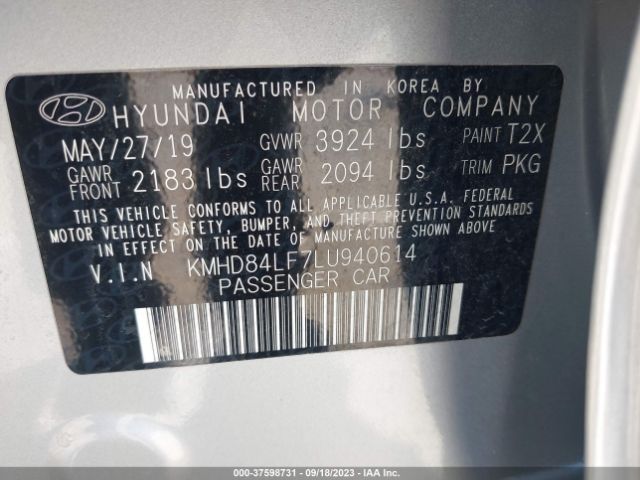 MANUFACTURED IN KOREA BY
HYUNDAI MOTOR COMPANY
MAY/27/19 GVWR 3924 lbs PAINT T2X
GAWR FRONT 2183 lbs GAWR REAR 2094 lbs TRIM PKG
THIS VEHICLE CONFORMS TO ALL APPLICABLE U.S.A. FEDERAL
MOTOR VEHICLE SAFETY, BUMPER, AND THEFT PREVENTION STANDARDS
IN EFFECT ON THE DATE OF MANUFACTURE SHOWN ABOVE.
V.I.N KMHD84LF7LU940614
PASSENGER CAR
000-37598731 - 09/18/2023 - IAA Inc.